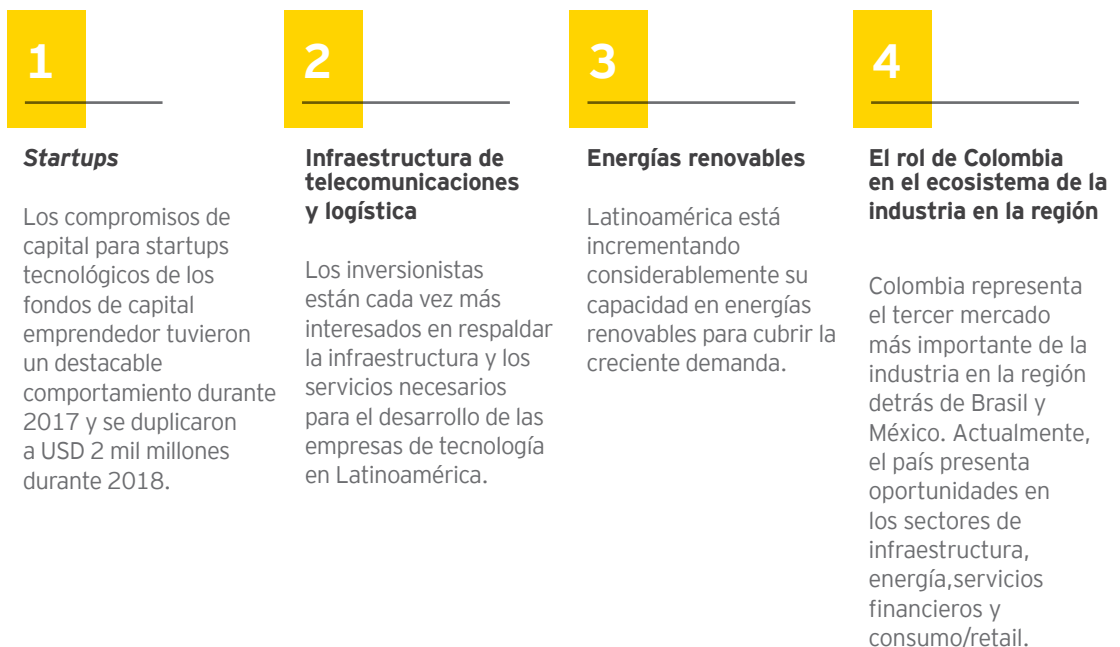 1
Startups
Los compromisos de
capital para startups
tecnológicos de los
fondos de capital
emprendedor tuvieron
un destacable
comportamiento durante
2017 y se duplicaron
a USD 2 mil millones
durante 2018.
2
Infraestructura de
telecomunicaciones
y logística
Los inversionistas
están cada vez más
interesados en respaldar
la infraestructura y los
servicios necesarios
para el desarrollo de las
empresas de tecnología
en Latinoamérica.
3
Energías renovables
Latinoamérica está
incrementando
considerablemente su
capacidad en energías
renovables para cubrir la
creciente demanda.
4
El rol de Colombia
en el ecosistema de la
industria en la región
Colombia representa
el tercer mercado
más importante de la
industria en la región
detrás de Brasil y
México. Actualmente,
el país presenta
oportunidades en
los sectores de
infraestructura,
energía,servicios
financieros y
consumo/retail.